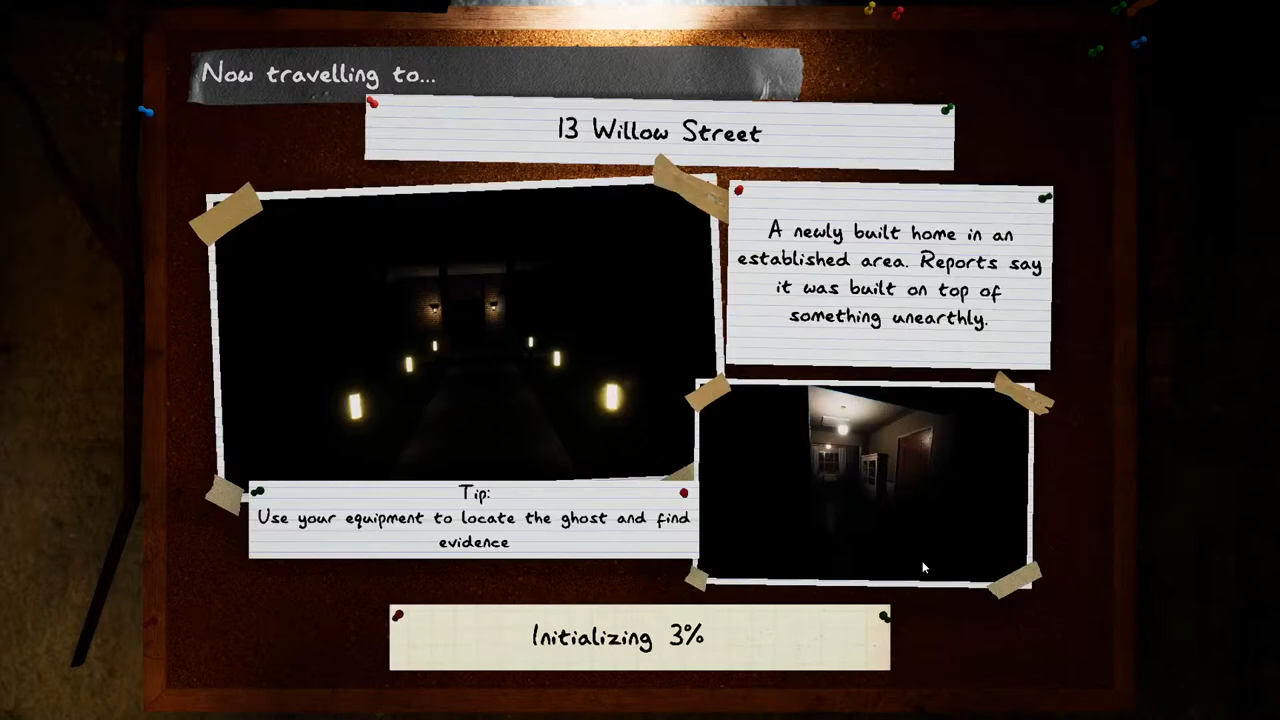 Now travelling to...
13 Willow Street
A newly built home in an
established area. Reports say
it was built on top of
something unearthly.
Tip:
Use your equipment to locate the ghost and find
evidence
Initializing 3%